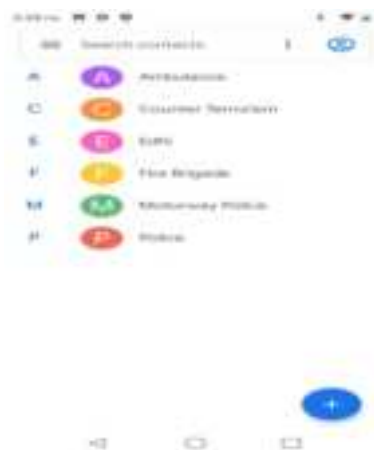 Search contacts
A A Ambulance
C C Counter Terrorism
E E Edhi
F F Fire Brigade
M M Motorway Police
P P Police